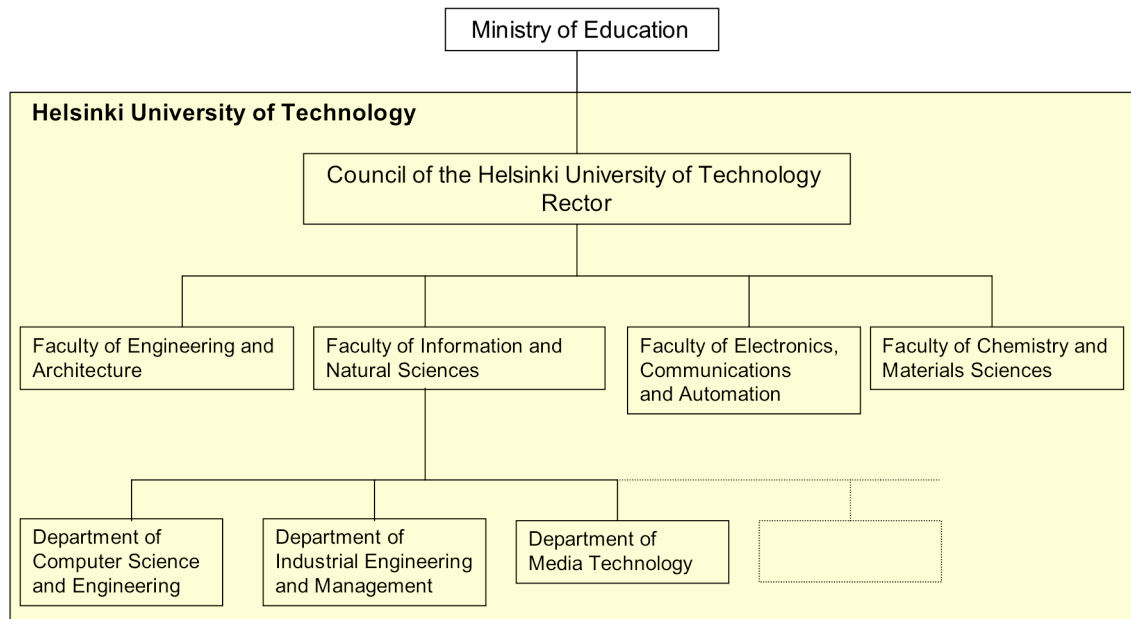 Ministry of Education
Helsinki University of Technology
Council of the Helsinki University of Technology
Rector
Faculty of Engineering and
Architecture
Faculty of Information and
Natural Sciences
Faculty of Electronics,
Communications
and Automation
Faculty of Chemistry and
Materials Sciences
Department of
Computer Science
and Engineering
Department of
Industrial Engineering
and Management
Department of
Media Technology